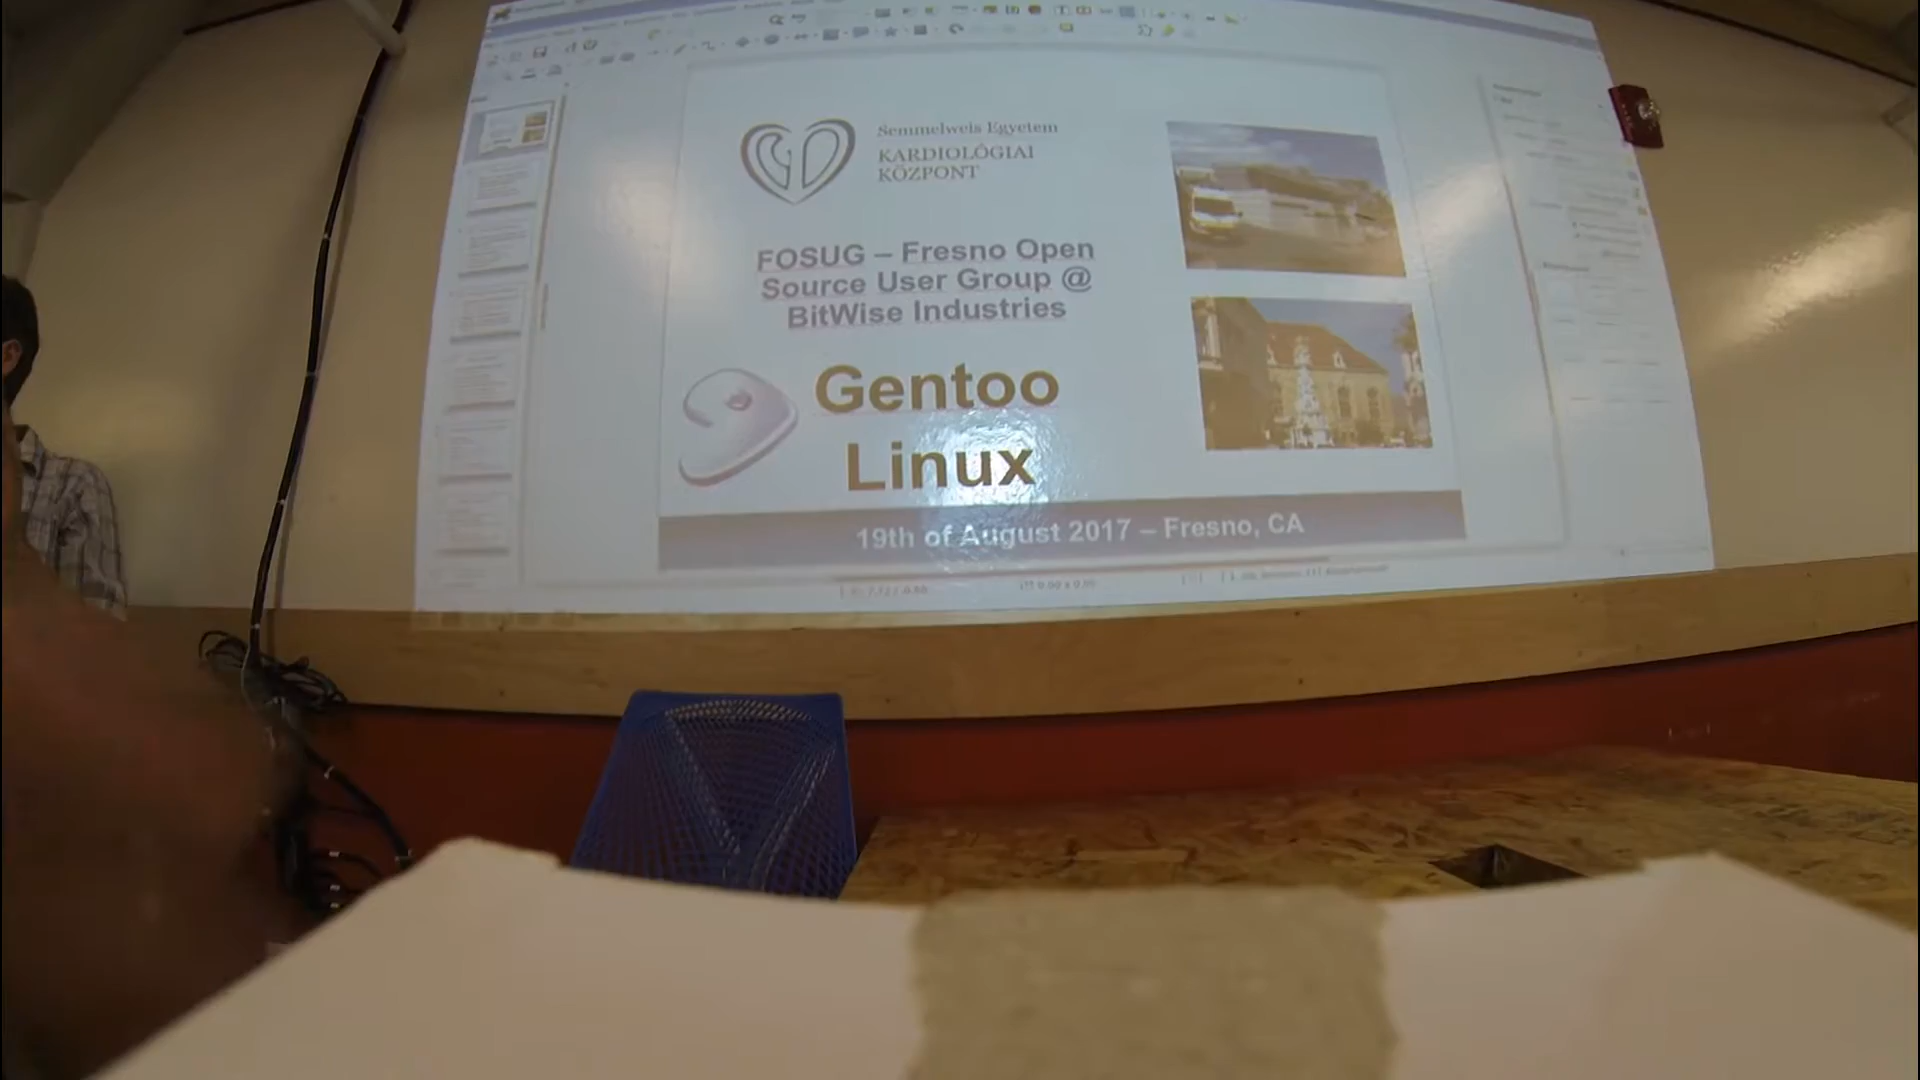 Semmelweis Egyetem
KARDIOLÓGIAI
KÖZPONT
FOSUG – Fresno Open
Source User Group @
BitWise Industries
Gentoo
Linux
19th of August 2017 – Fresno, CA